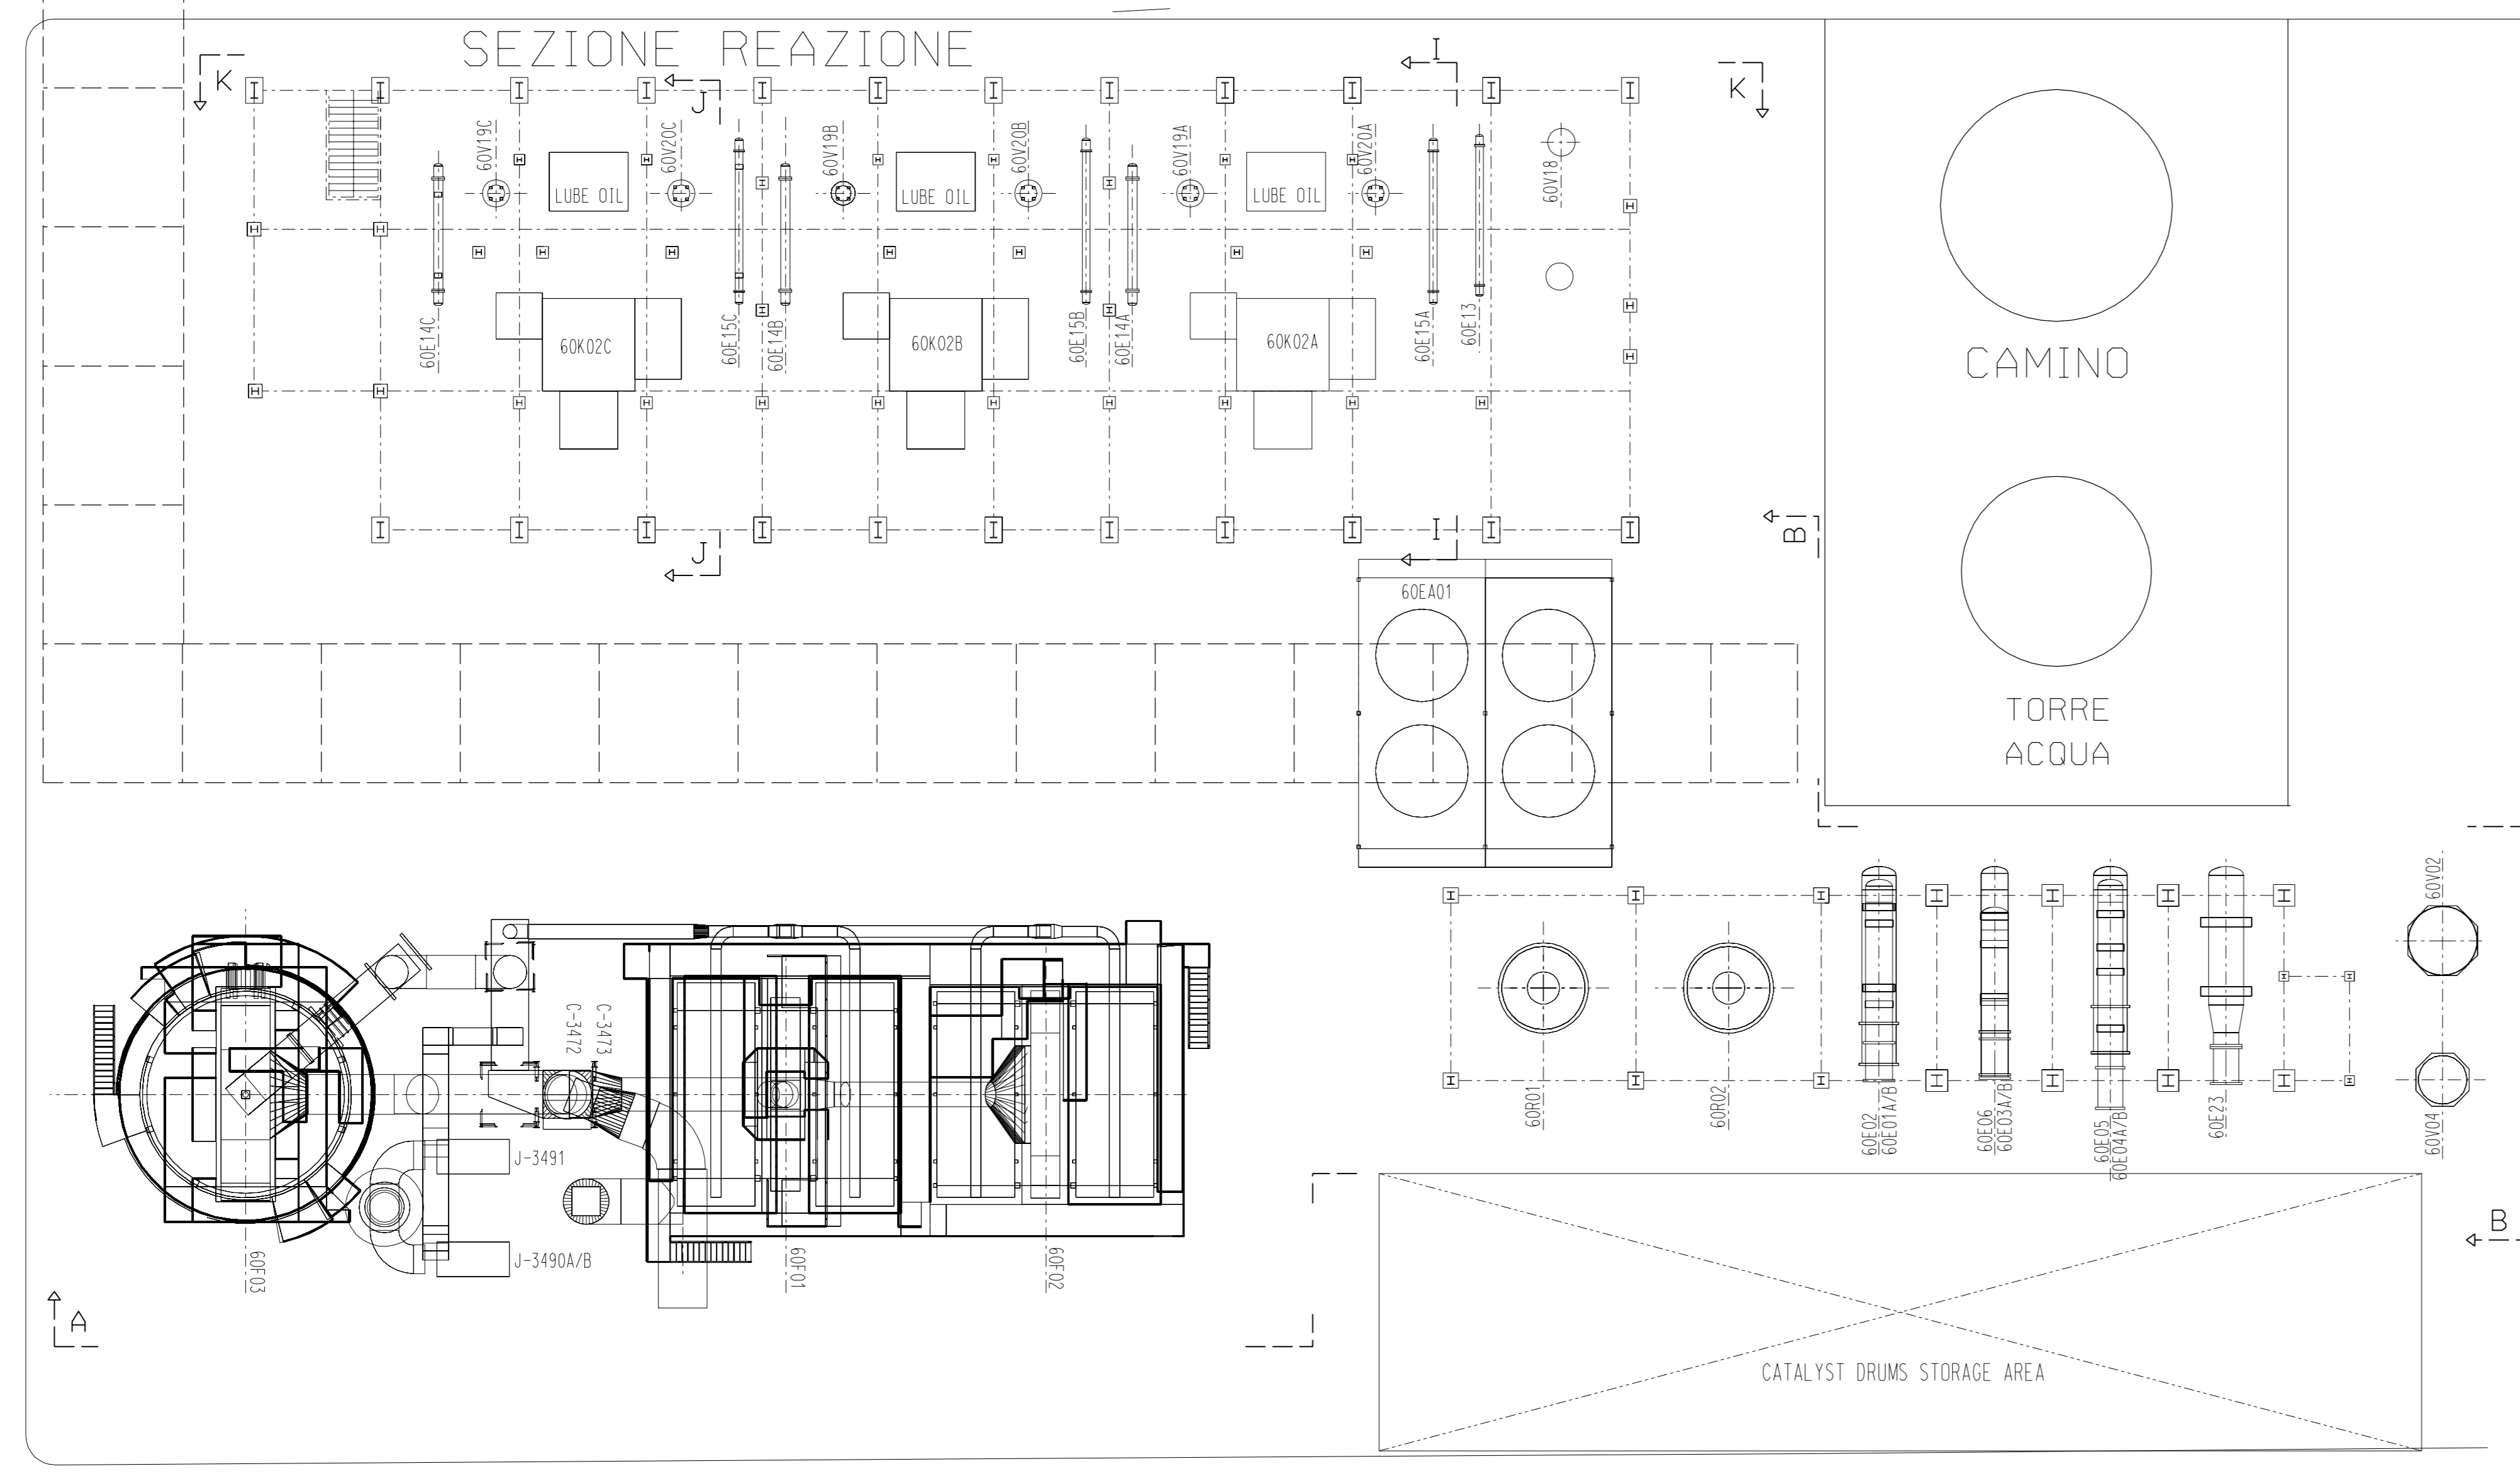 SEZIONE REAZIONE
K
J
I
K
60V19C
60V20C
60V19B
60V20B
60V19A
60V20A
60V18
LUBE OIL
LUBE OIL
LUBE OIL
60E14C
60K02C
60E15C
60E14B
60K02B
60E15B
60E14A
60K02A
60E15A
60E13
CAMINO
J
I
B
60EA01
TORRE
ACQUA
60V02
C-3472
C-3473
60R01
60R02
60E02
60E01A/B
60E06
60E03A/B
60E05
60E04A/B
60E23
60V04
J-3491
J-3490A/B
60F03
60F01
60F02
A
B
CATALYST DRUMS STORAGE AREA